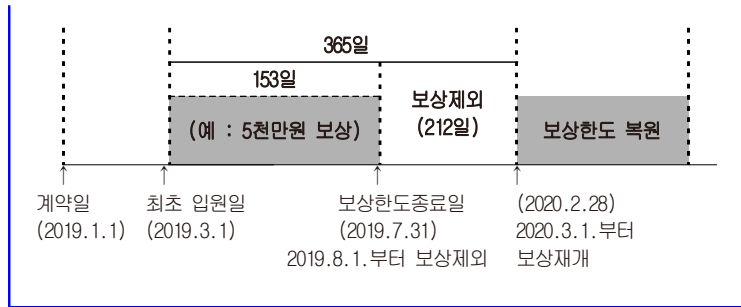 365일
153일
보상제외
(212일)
(예 : 5천만원 보상)
보상한도 복원
계약일
(2019.1.1)
최초 입원일
(2019.3.1)
보상한도종료일
(2019.7.31)
2019.8.1.부터 보상제외
(2020.2.28)
2020.3.1.부터
보상재개